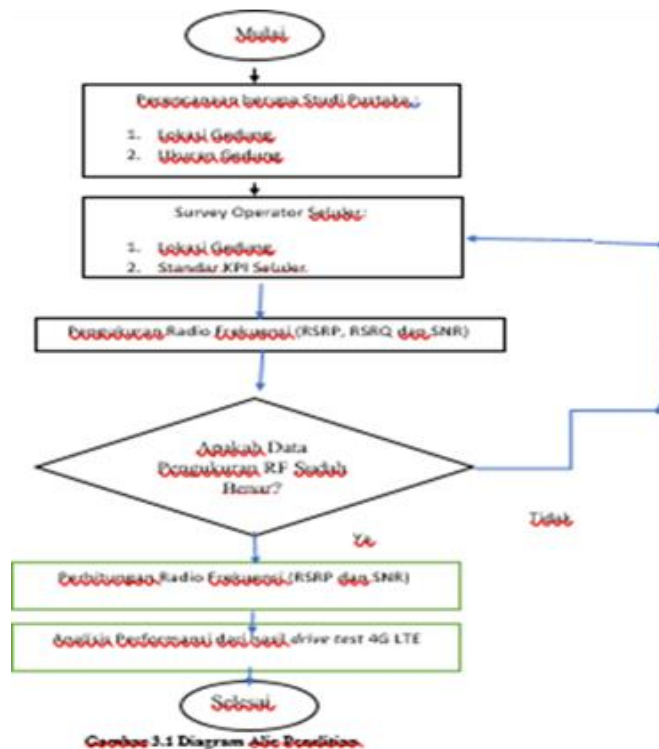 Mulai
Perencanaan berupa Studi Pustaka :
1. Lokasi Gedung
2. Ukuran Gedung
Survey Operator Seluler:
1. Lokasi Gedung
2. Standar KPI Seluler
Pengukuran Radio Frekuensi (RSRP, RSRQ dan SNR)
Apakah Data
Pengukuran RF Sudah
Benar?
Tidak
Ya
Perhitungan Radio Frekuensi (RSRP dan SNR)
Analisis Performansi dari hasil drive test 4G LTE
Selesai
Gambar 3.1 Diagram Alir Penelitian